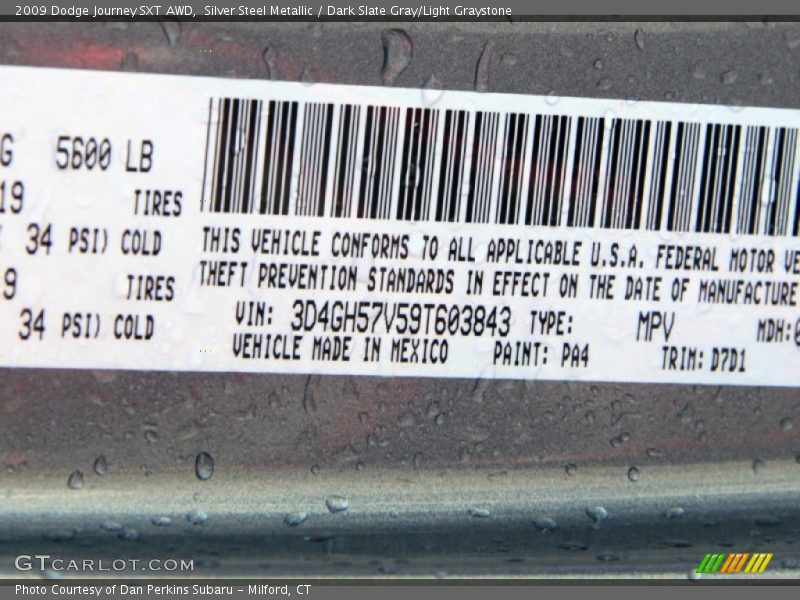 2009 Dodge Journey SXT AWD, Silver Steel Metallic / Dark Slate Gray/Light Graystone
G 5600 LB
19 TIRES
34 PSI) COLD
9 TIRES
34 PSI) COLD
THIS VEHICLE CONFORMS TO ALL APPLICABLE U.S.A. FEDERAL MOTOR VE
THEFT PREVENTION STANDARDS IN EFFECT ON THE DATE OF MANUFACTURE
VIN: 3D4GH57V59T603843 TYPE: MPV MDH:0
VEHICLE MADE IN MEXICO PAINT: PA4 TRIM: D7D1
GTCARLOT.COM
Photo Courtesy of Dan Perkins Subaru - Milford, CT